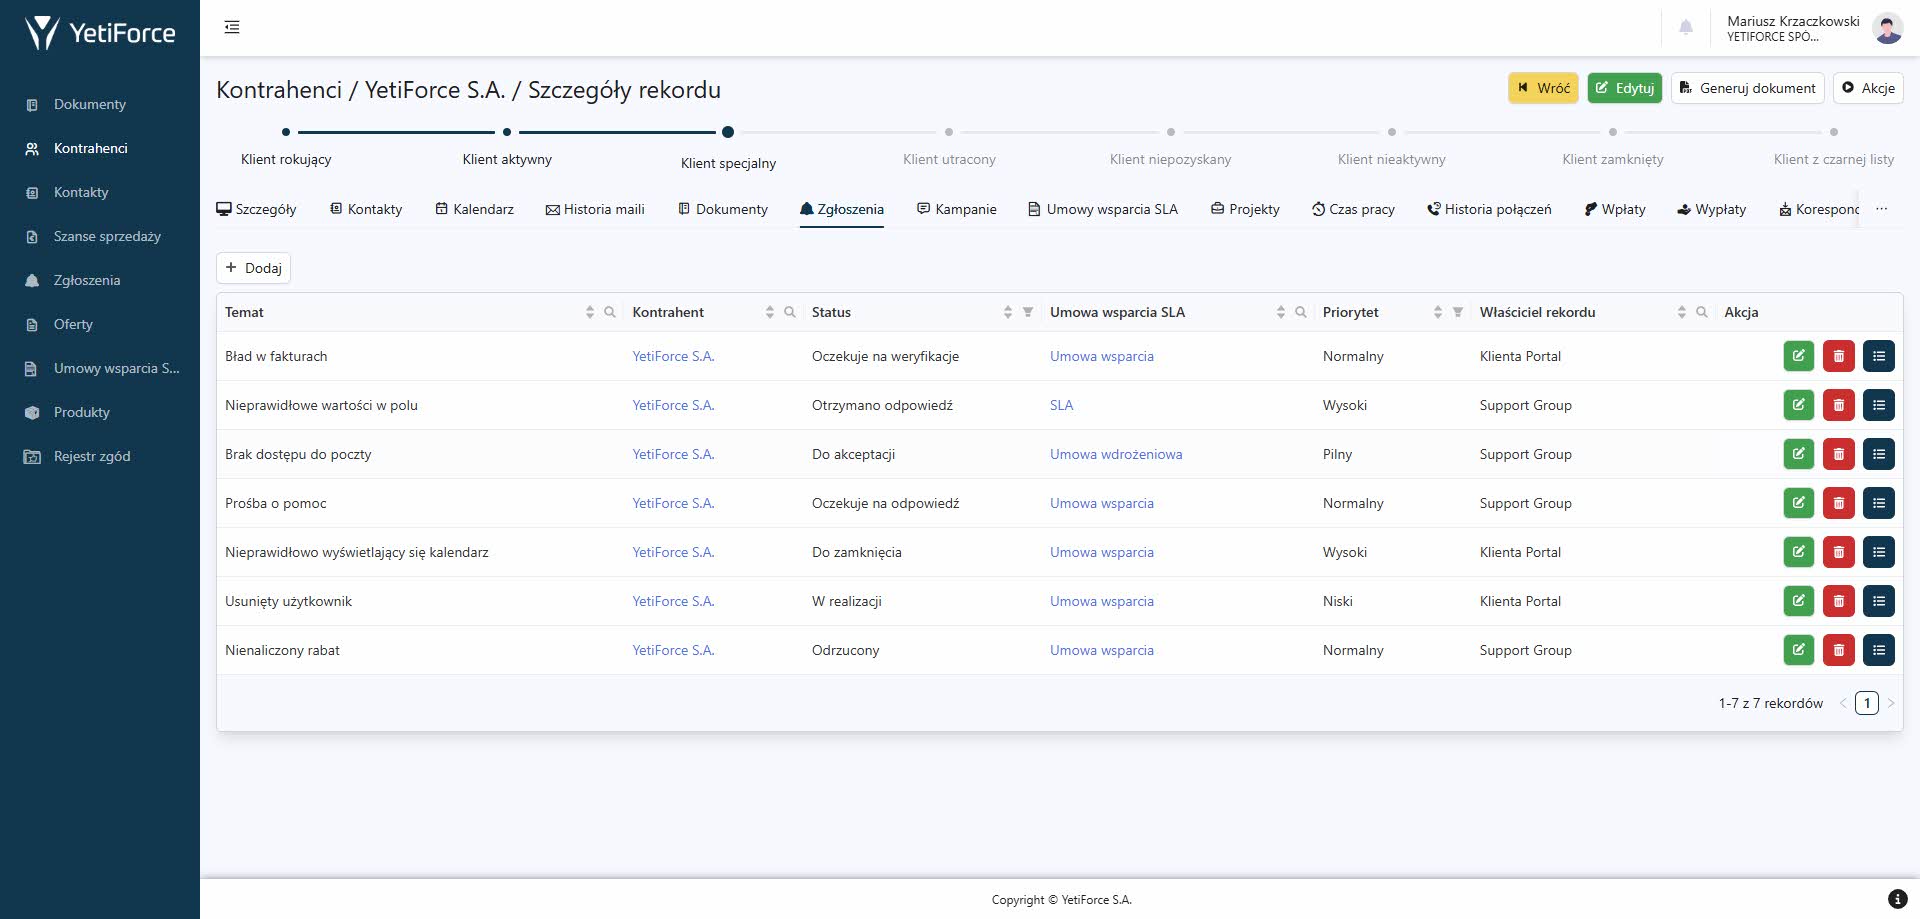 YetiForce
Mariusz Krzaczkowski
YETIFORCE SPÓ...
Dokumenty
Kontrahenci
Kontakty
Szanse sprzedaży
Zgłoszenia
Oferty
Umowy wsparcia S...
Produkty
Rejestr zgód
Kontrahenci / YetiForce S.A. / Szczegóły rekordu
Wróć Edytuj Generuj dokument Akcje
Klient rokujący Klient aktywny Klient specjalny Klient utracony Klient niepozyskany Klient nieaktywny Klient zamknięty Klient z czarnej listy
Szczegóły Kontakty Kalendarz Historia maili Dokumenty Zgłoszenia Kampanie Umowy wsparcia SLA Projekty Czas pracy Historia połączeń Wpłaty Wypłaty Korespond ...
+ Dodaj
Temat Kontrahent Status Umowa wsparcia SLA Priorytet Właściciel rekordu Akcja
Bład w fakturach YetiForce S.A. Oczekuje na weryfikacje Umowa wsparcia Normalny Klienta Portal
Nieprawidłowe wartości w polu YetiForce S.A. Otrzymano odpowiedź SLA Wysoki Support Group
Brak dostępu do poczty YetiForce S.A. Do akceptacji Umowa wdrożeniowa Pilny Support Group
Prośba o pomoc YetiForce S.A. Oczekuje na odpowiedź Umowa wsparcia Normalny Support Group
Nieprawidłowo wyświetlający się kalendarz YetiForce S.A. Do zamknięcia Umowa wsparcia Wysoki Klienta Portal
Usunięty użytkownik YetiForce S.A. W realizacji Umowa wsparcia Niski Klienta Portal
Nienaliczony rabat YetiForce S.A. Odrzucony Umowa wsparcia Normalny Support Group
1-7 z 7 rekordów < 1 >
Copyright © YetiForce S.A.